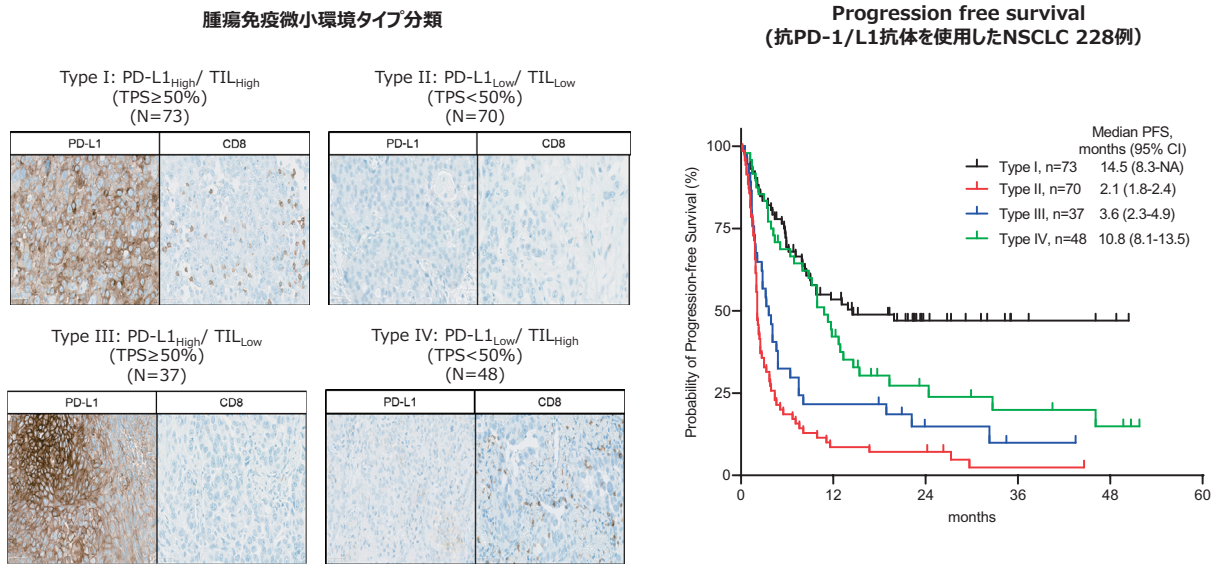 腫瘍免疫微小環境タイプ分類
Type I: PD-L1High/ TILHigh
(TPS≥50%)
(N=73)
PD-L1 CD8
Type II: PD-L1Low/ TILLow
(TPS<50%)
(N=70)
PD-L1 CD8
Type III: PD-L1High/ TILLow
(TPS≥50%)
(N=37)
PD-L1 CD8
Type IV: PD-L1Low/ TILHigh
(TPS<50%)
(N=48)
PD-L1 CD8
Progression free survival
(抗PD-1/L1抗体を使用したNSCLC 228例)
Median PFS,
months (95% CI)
Type I, n=73 14.5 (8.3-NA)
Type II, n=70 2.1 (1.8-2.4)
Type III, n=37 3.6 (2.3-4.9)
Type IV, n=48 10.8 (8.1-13.5)
Probability of Progression-free Survival (%)
100
75
50
25
0
0 12 24 36 48 60
months